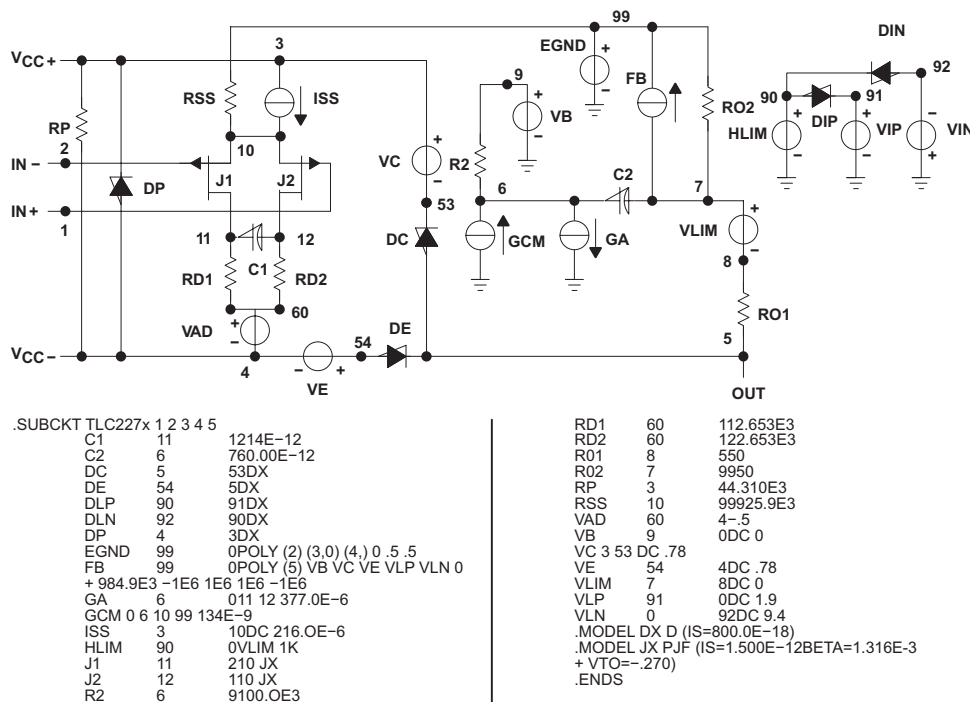 99
DIN
3
EGND
+
92
VCC+
9
FB
90
91
RSS
ISS
VB
RO2
DIP
RP
HLIM
VIP
VIN
2
10
VC
R2
IN −
J1
J2
C2
DP
6
7
IN+
53
1
11
12
GCM
GA
VLIM
DC
C1
8
RD1
RD2
60
RO1
VAD
DE
5
54
VCC−
4
VE
OUT
.SUBCKT TLC227x 1 2 3 4 5
C1 11 1214E−12
C2 6 760.00E−12
DC 5 53DX
DE 54 5DX
DLP 90 91DX
DLN 92 90DX
DP 4 3DX
EGND 99 0POLY (2) (3,0) (4,) 0 .5 .5
FB 99 0POLY (5) VB VC VE VLP VLN 0
+ 984.9E3 −1E6 1E6 1E6 −1E6
GA 6 011 12 377.0E−6
GCM 0 6 10 99 134E−9
ISS 3 10DC 216.OE−6
HLIM 90 0VLIM 1K
J1 11 210 JX
J2 12 110 JX
R2 6 9100.OE3
RD1 60 112.653E3
RD2 60 122.653E3
R01 8 550
R02 7 9950
RP 3 44.310E3
RSS 10 99925.9E3
VAD 60 4−.5
VB 9 0DC 0
VC 3 53 DC .78
VE 54 4DC .78
VLIM 7 8DC 0
VLP 91 0DC 1.9
VLN 0 92DC 9.4
.MODEL DX D (IS=800.0E−18)
.MODEL JX PJF (IS=1.500E−12BETA=1.316E-3
+ VTO=−.270)
.ENDS